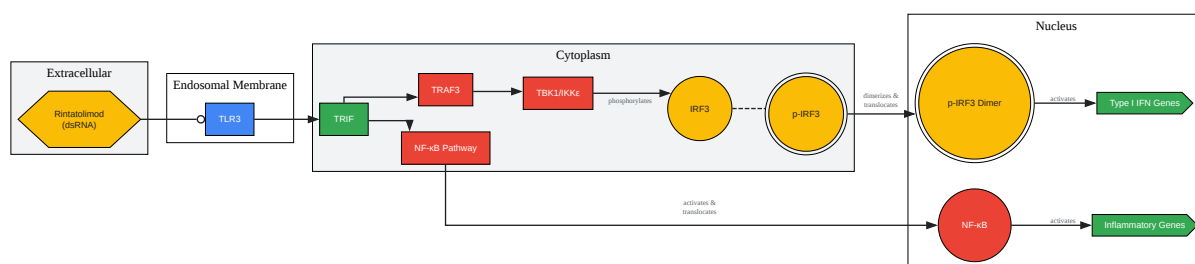 Nucleus
Cytoplasm
Extracellular
Endosomal Membrane
Rintatolimod
(dsRNA)
TLR3
TRIF
TRAF3
TBK1/IKKε
phosphorylates
IRF3
p-IRF3
dimerizes &
translocates
p-IRF3 Dimer
activates
Type I IFN Genes
NF-κB Pathway
activates &
translocates
NF-κB
activates
Inflammatory Genes